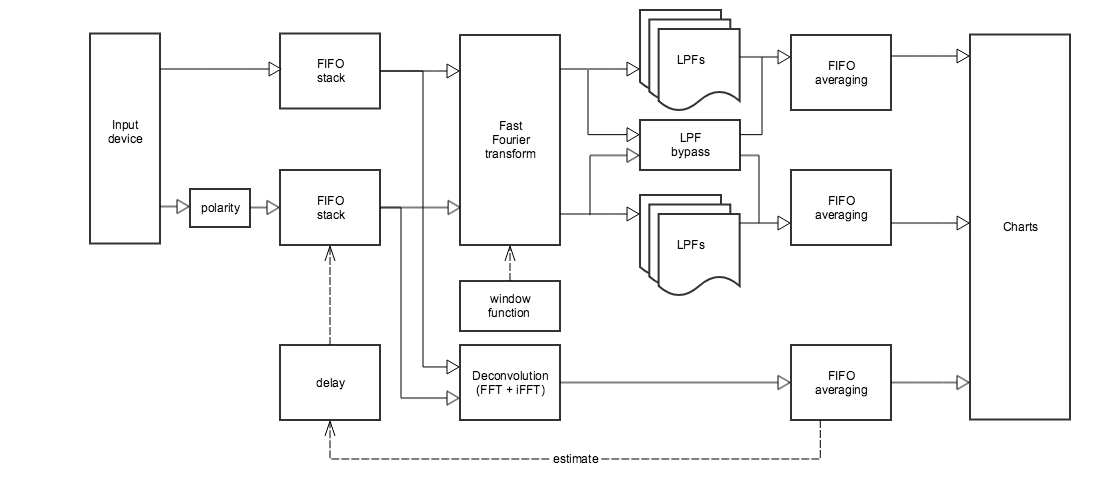 Input
device
polarity
FIFO
stack
FIFO
stack
delay
Fast
Fourier
transform
window
function
Deconvolution
(FFT + iFFT)
LPFs
LPF
bypass
LPFs
FIFO
averaging
FIFO
averaging
FIFO
averaging
Charts
estimate